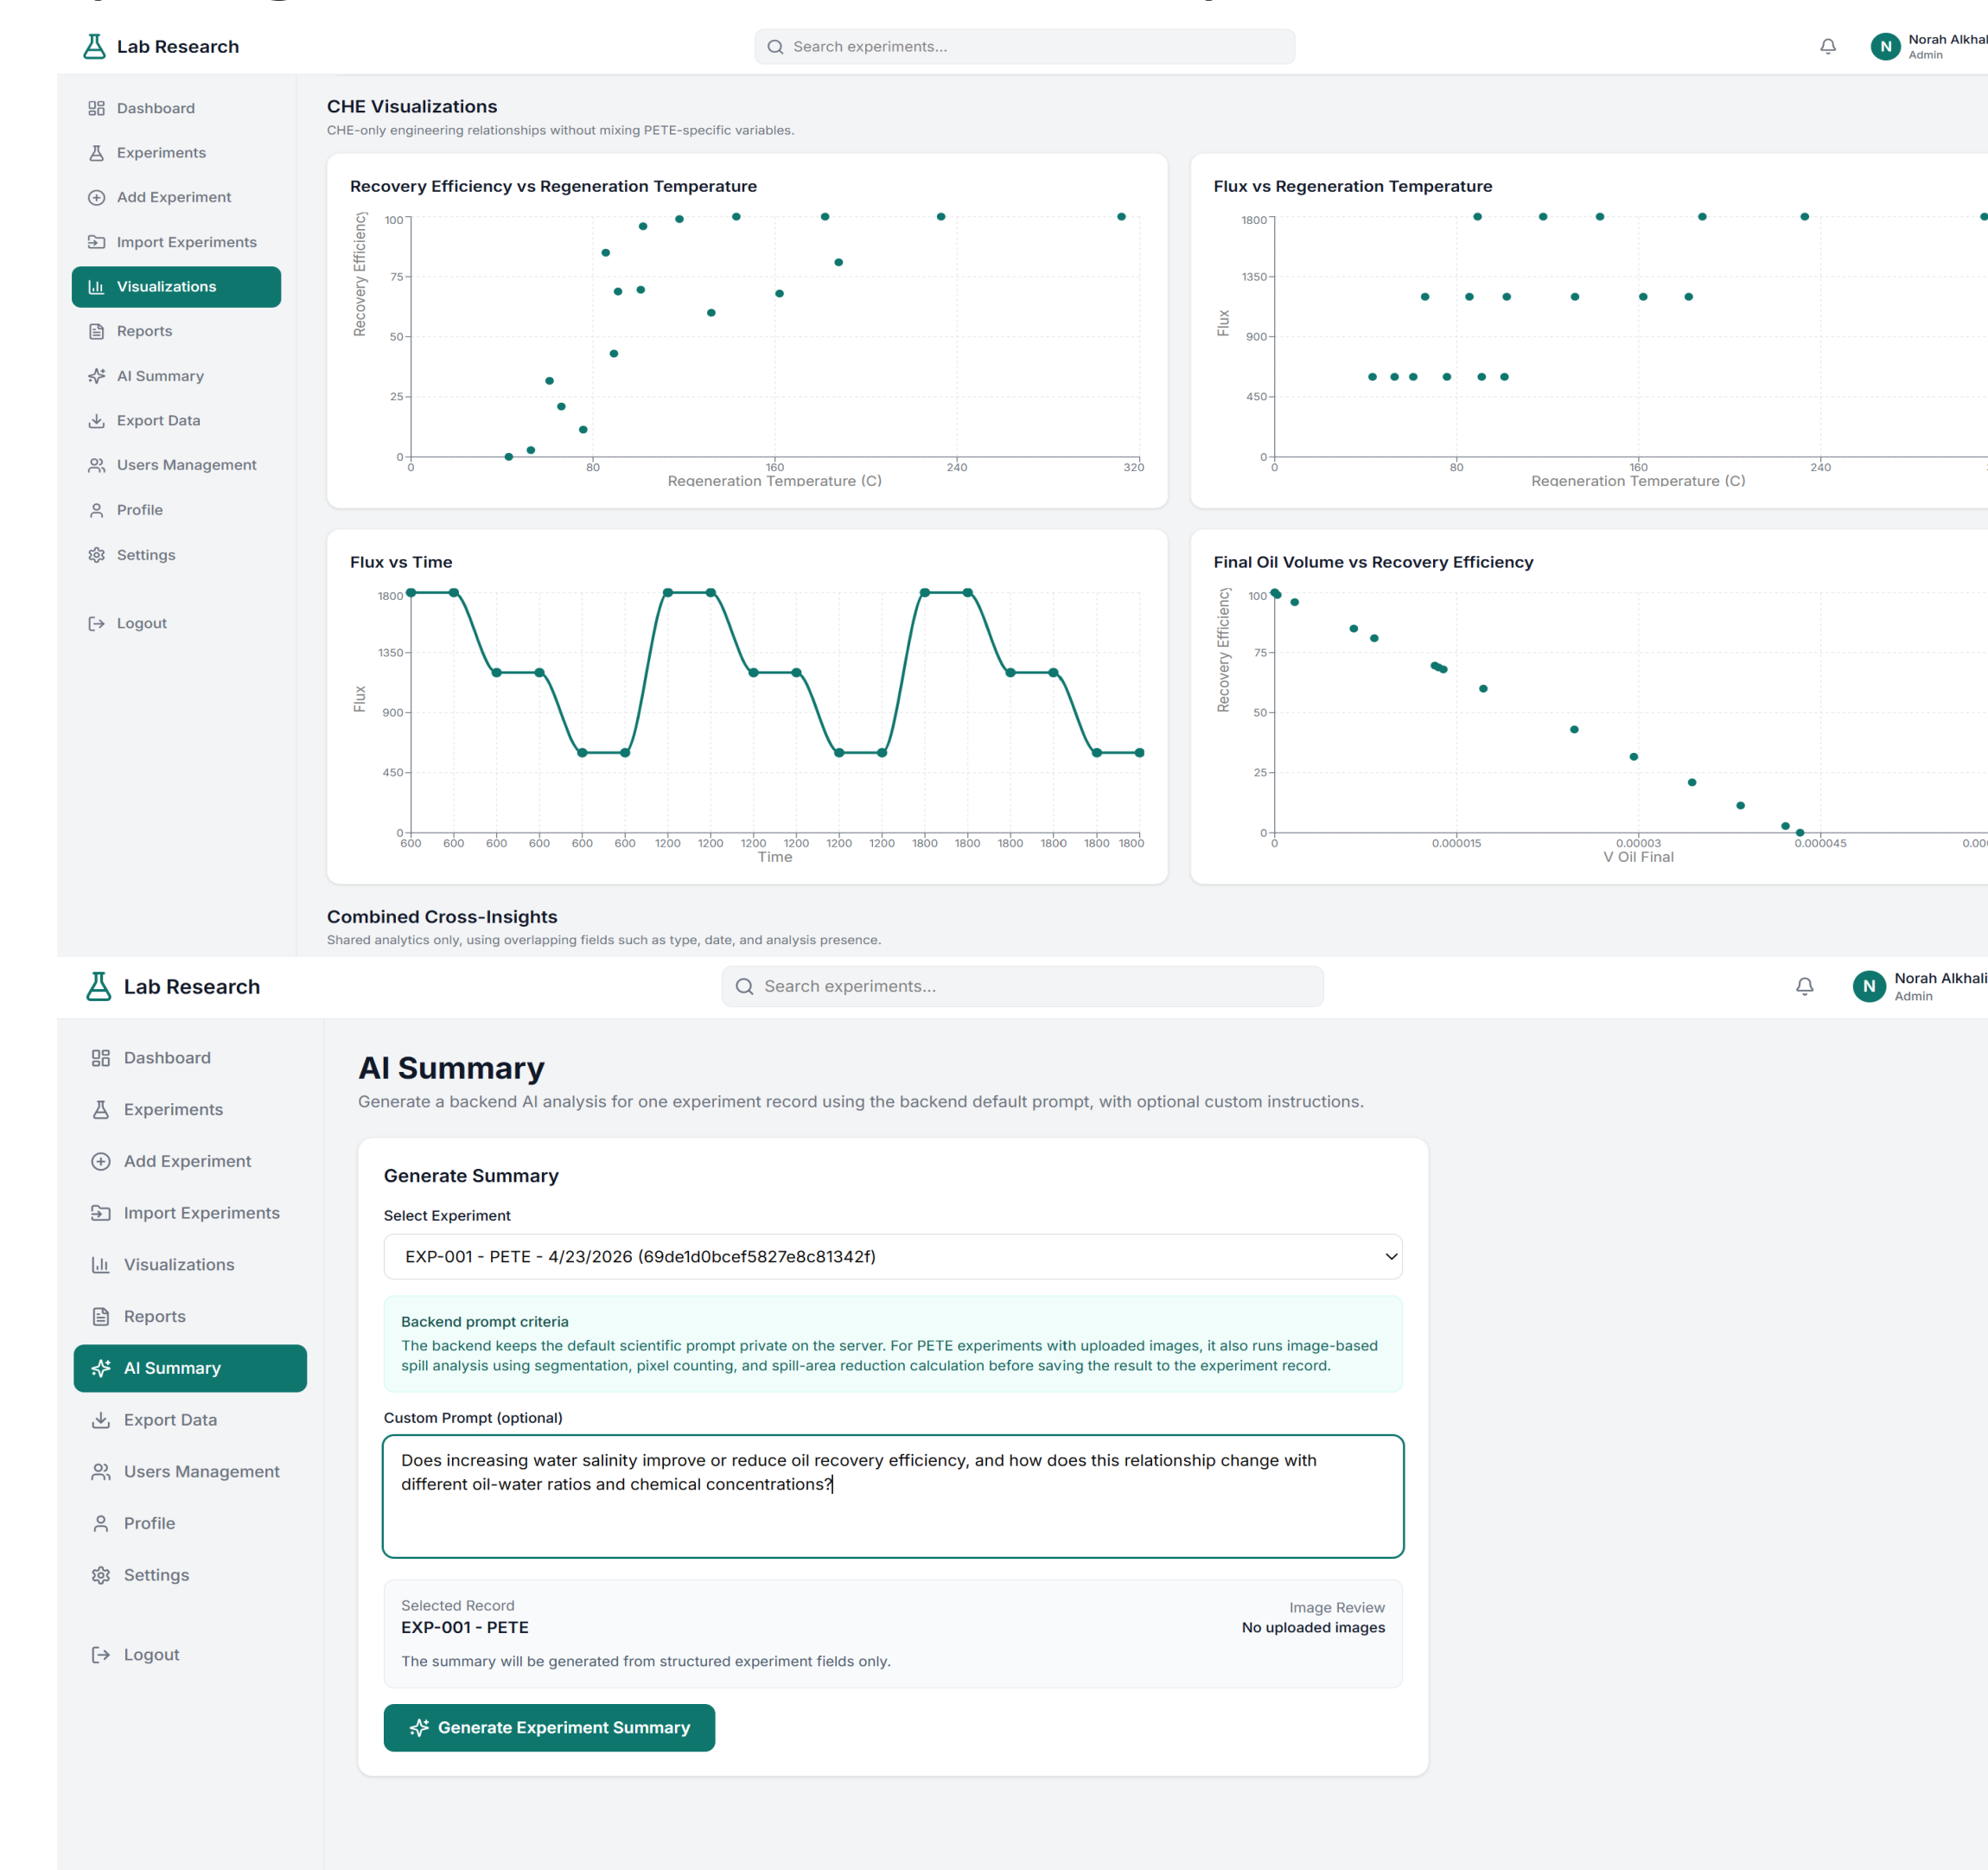 Lab Research
Search experiments...
N
Norah Alkhal
Admin
Dashboard
Experiments
Add Experiment
Import Experiments
Visualizations
Reports
AI Summary
Export Data
Users Management
Profile
Settings
Logout
CHE Visualizations
CHE-only engineering relationships without mixing PETE-specific variables.
Recovery Efficiency vs Regeneration Temperature
Recovery Efficiency
100
75
50
25
0
0 80 160 240 320
Regeneration Temperature (C)
Flux vs Regeneration Temperature
Flux
1800
1350
900
450
0
0 80 160 240
Regeneration Temperature (C)
Flux vs Time
Flux
1800
1350
900
450
0
600 600 600 600 600 600 1200 1200 1200 1200 1200 1200 1800 1800 1800 1800 1800 1800
Time
Final Oil Volume vs Recovery Efficiency
Recovery Efficiency
100
75
50
25
0
0 0.000015 0.00003 0.000045
V Oil Final
Combined Cross-Insights
Shared analytics only, using overlapping fields such as type, date, and analysis presence.
Lab Research
Search experiments...
N
Norah Alkhali
Admin
Dashboard
Experiments
Add Experiment
Import Experiments
Visualizations
Reports
AI Summary
Export Data
Users Management
Profile
Settings
Logout
AI Summary
Generate a backend AI analysis for one experiment record using the backend default prompt, with optional custom instructions.
Generate Summary
Select Experiment
EXP-001 - PETE - 4/23/2026 (69de1d0bcef5827e8c81342f)
Backend prompt criteria
The backend keeps the default scientific prompt private on the server. For PETE experiments with uploaded images, it also runs image-based
spill analysis using segmentation, pixel counting, and spill-area reduction calculation before saving the result to the experiment record.
Custom Prompt (optional)
Does increasing water salinity improve or reduce oil recovery efficiency, and how does this relationship change with
different oil-water ratios and chemical concentrations?
Selected Record
EXP-001 - PETE
Image Review
No uploaded images
The summary will be generated from structured experiment fields only.
Generate Experiment Summary